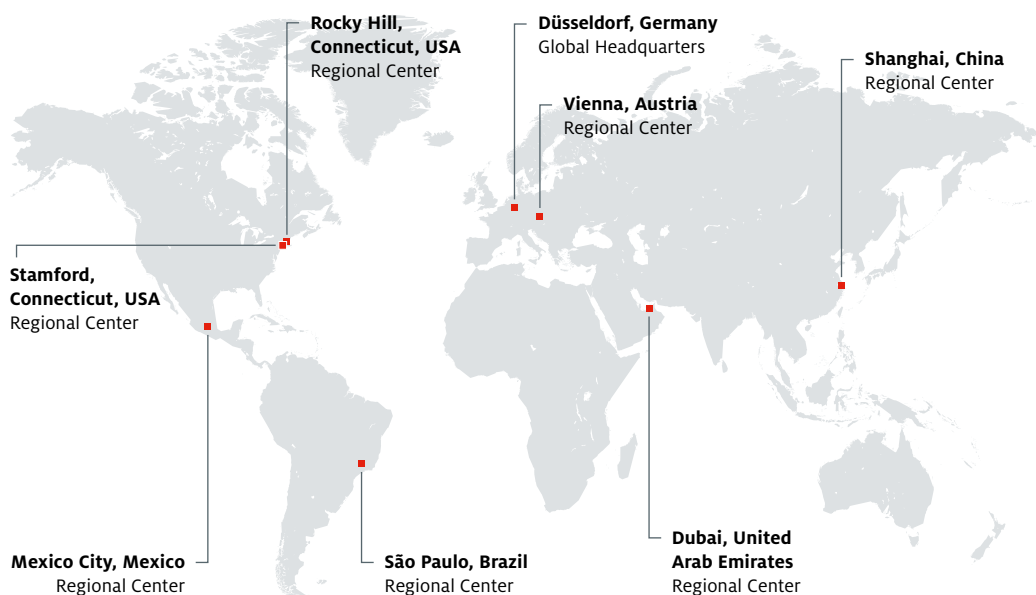 Rocky Hill,
Connecticut, USA
Regional Center
Düsseldorf, Germany
Global Headquarters
Shanghai, China
Regional Center
Vienna, Austria
Regional Center
Stamford,
Connecticut, USA
Regional Center
Mexico City, Mexico
Regional Center
São Paulo, Brazil
Regional Center
Dubai, United
Arab Emirates
Regional Center